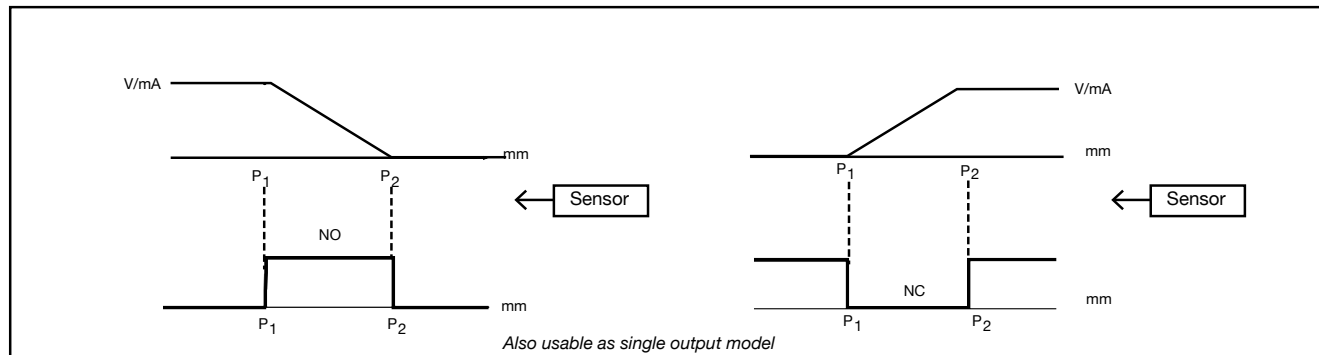 V/mA
mm
P1
P2
Sensor
NO
mm
P1
P2
V/mA
mm
P1
P2
Sensor
NC
mm
P1
P2
Also usable as single output model